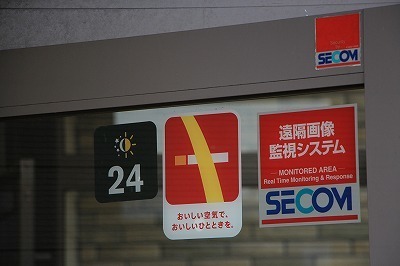 SECOM
24
おいしい空気で、
おいしいひとときを。
遠隔画像
監視システム
MONITORED AREA
Real Time Monitoring & Response
SECOM